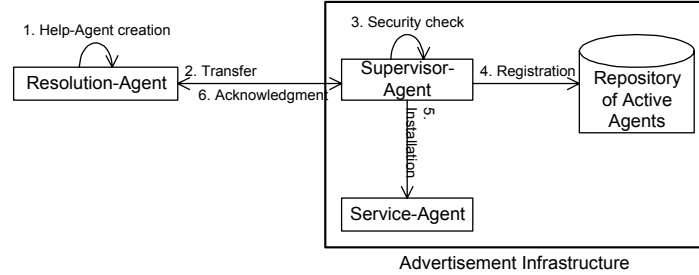 1. Help-Agent creation
Resolution-Agent
2. Transfer
6. Acknowledgment
3. Security check
Supervisor-
Agent
4. Registration
Repository
of Active
Agents
5.
Installation
Service-Agent
Advertisement Infrastructure